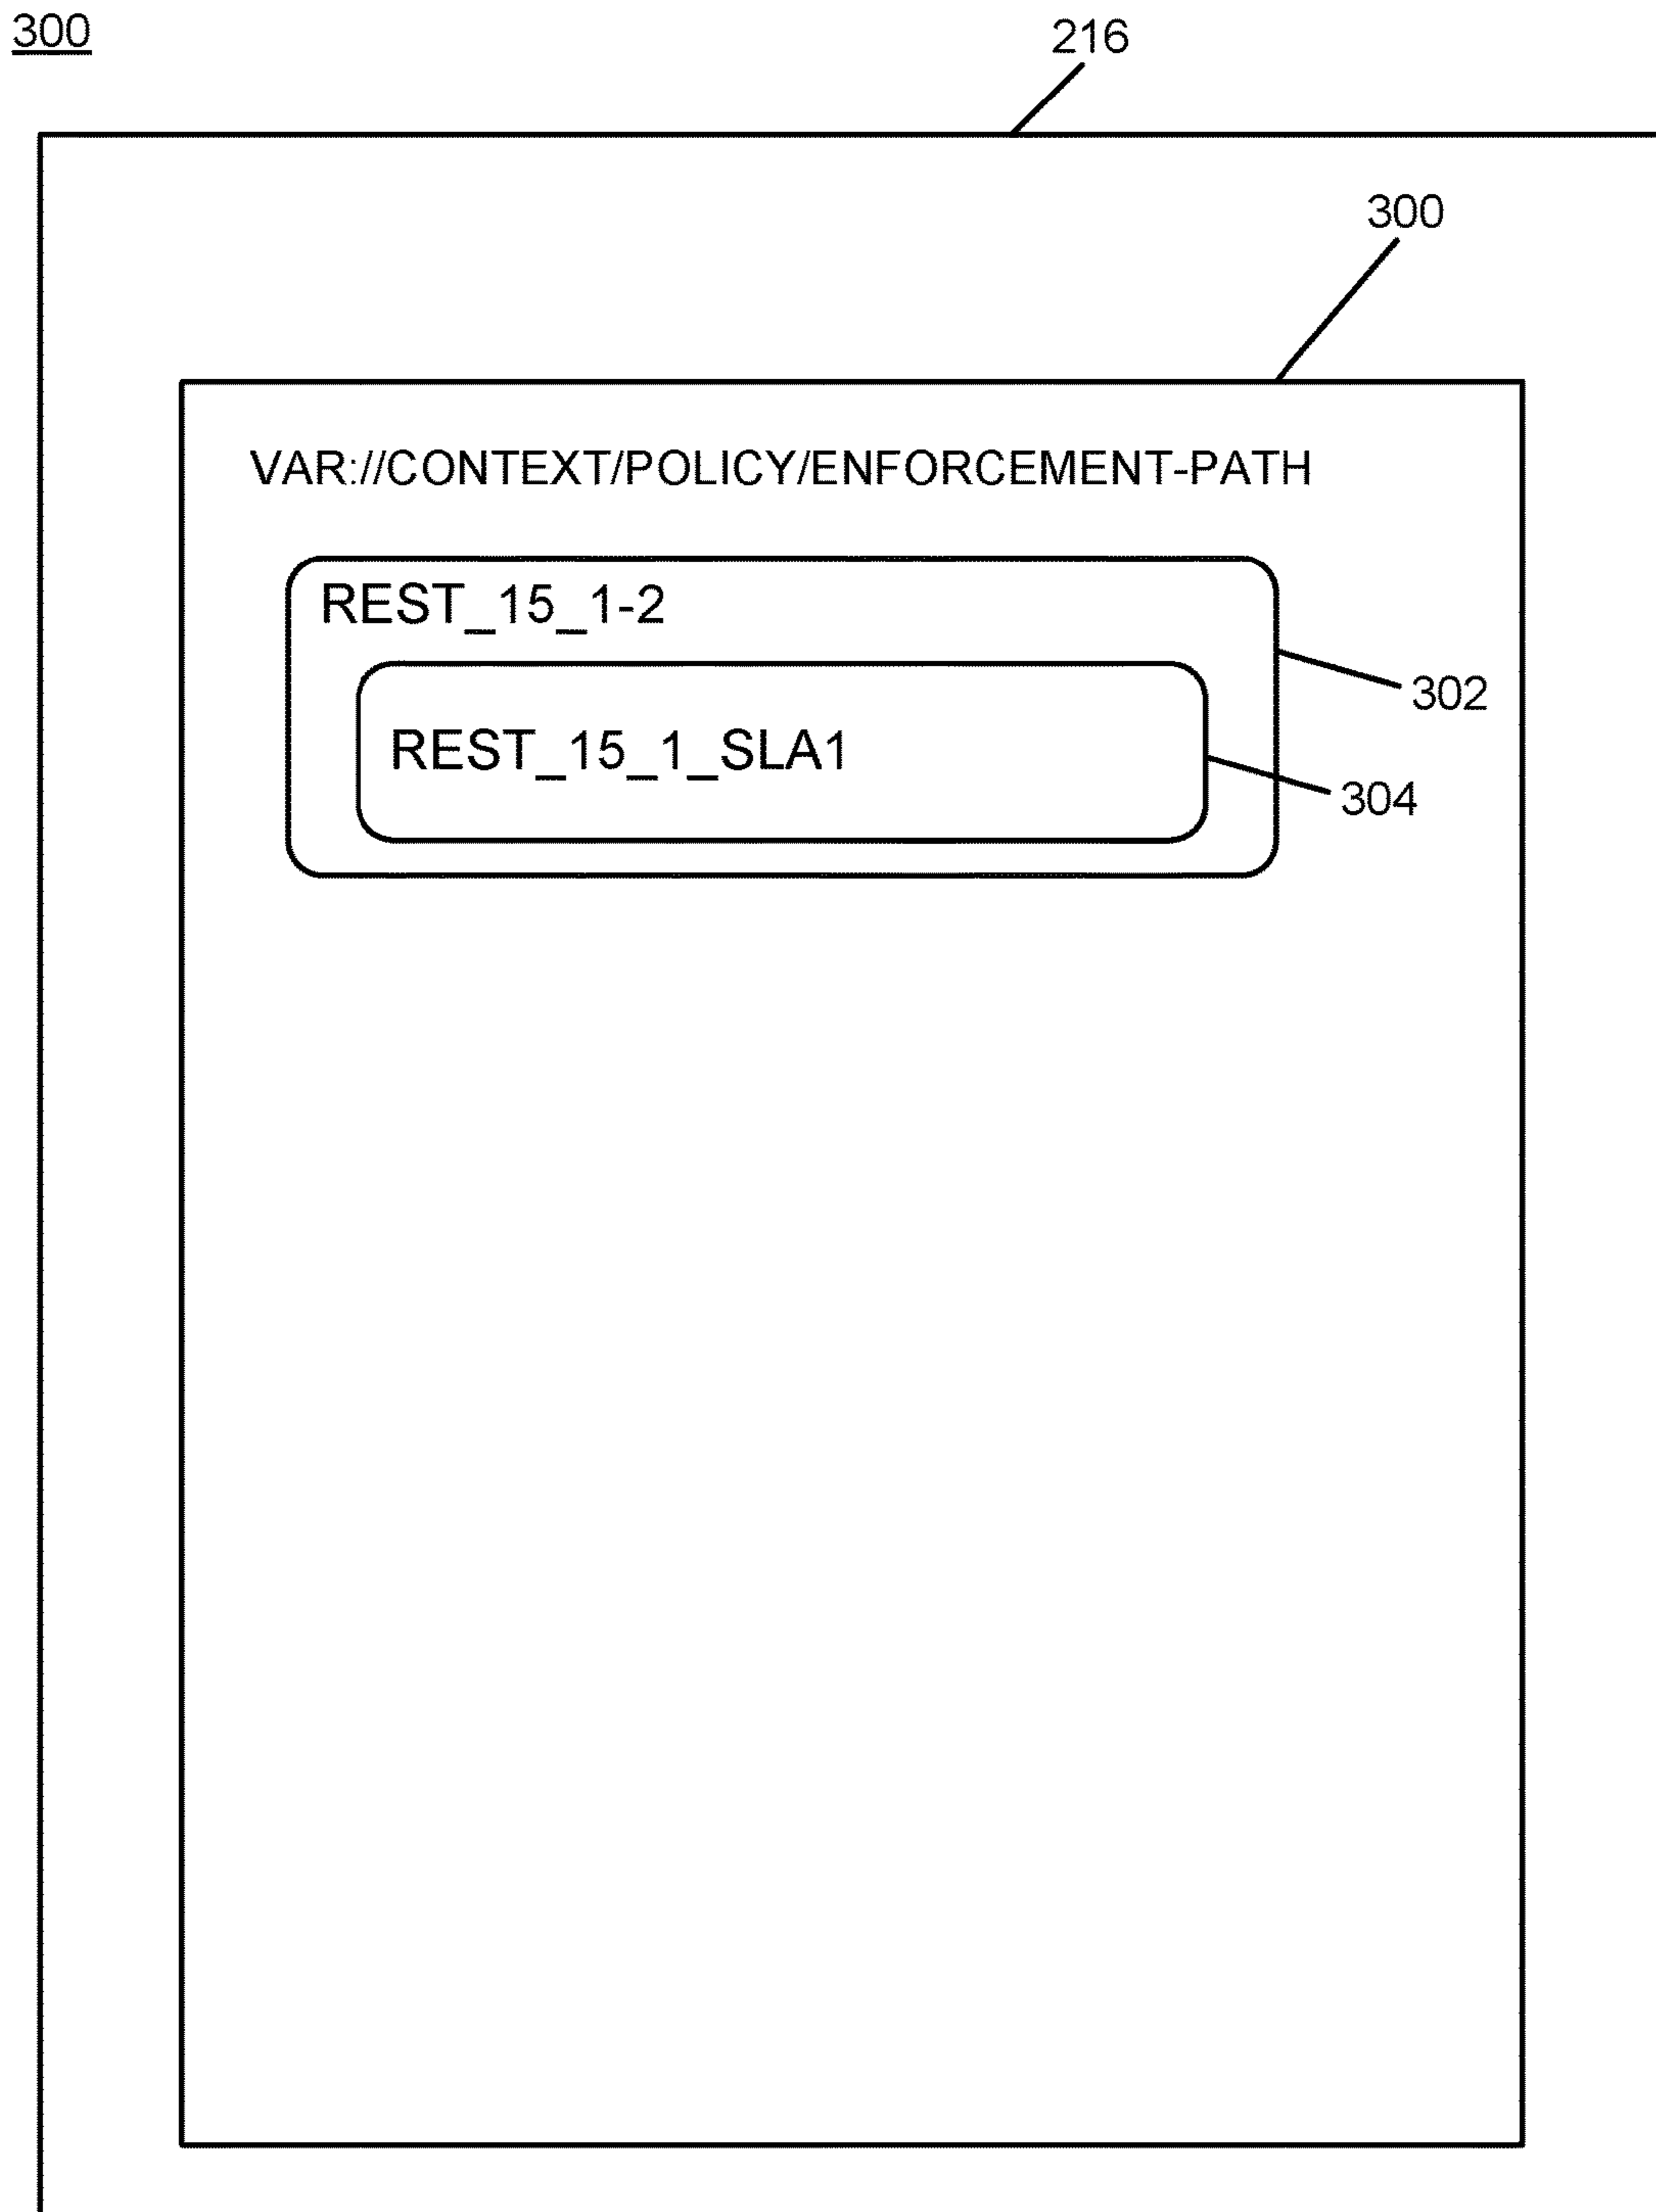 300
216
300
VAR://CONTEXT/POLICY/ENFORCEMENT-PATH
REST_15_1-2
302
REST_15_1_SLA1
304